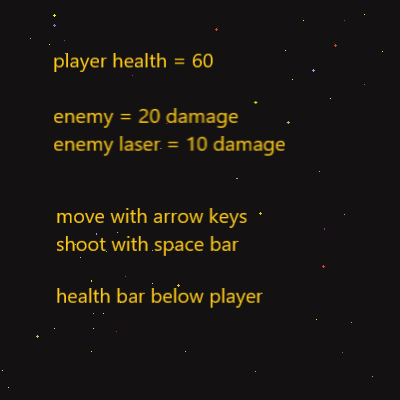 player health = 60
enemy = 20 damage
enemy laser = 10 damage
move with arrow keys
shoot with space bar
health bar below player